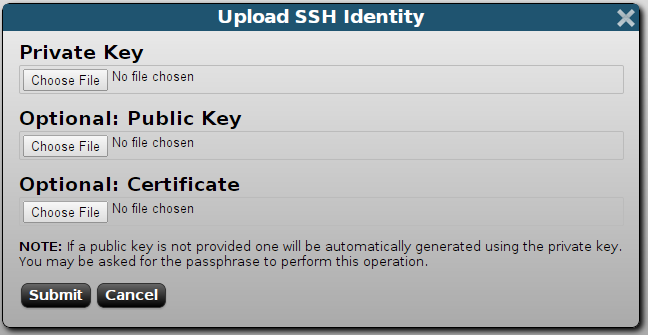 Upload SSH Identity
Private Key
Choose File No file chosen
Optional: Public Key
Choose File No file chosen
Optional: Certificate
Choose File No file chosen
NOTE: If a public key is not provided one will be automatically generated using the private key.
You may be asked for the passphrase to perform this operation.
Submit Cancel